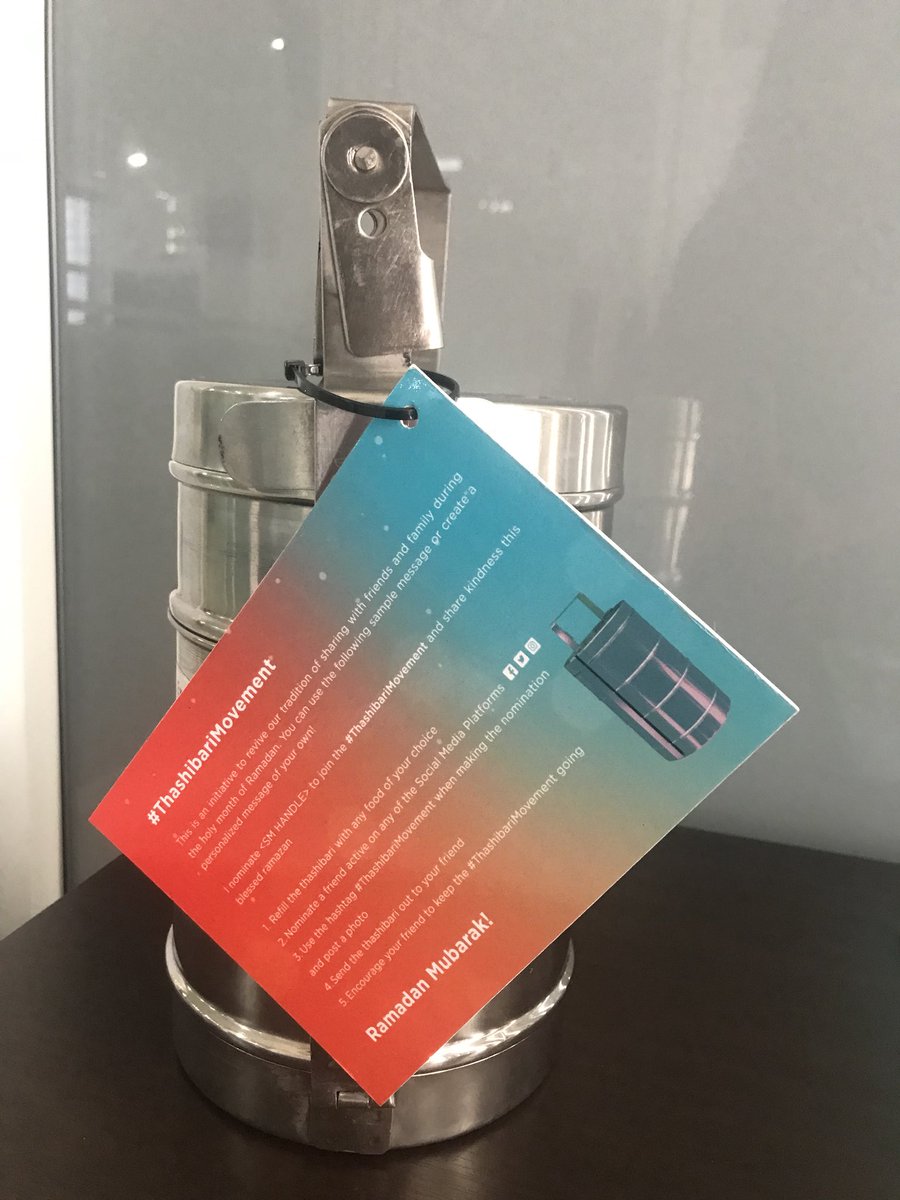 #ThashibariMovement
This is an initiative to revive our tradition of sharing with friends and family during
the holy month of Ramadan. You can use the following sample message or create a
personalized message of your own!
I nominate <SM HANDLE> to join the #ThashibariMovement and share kindness this
blessed ramazan
1. Refill the thashibari with any food of your choice
2. Nominate a friend active on any of the Social Media Platforms
3. Use the hashtag #ThashibariMovement when making the nomination
and post a photo
4. Send the thashibari out to your friend
5. Encourage your friend to keep the #ThashibariMovement going
Ramadan Mubarak!